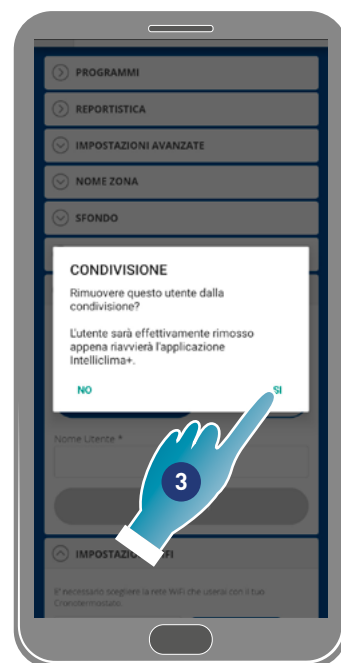 PROGRAMMI
REPORTISTICA
IMPOSTAZIONI AVANZATE
NOME ZONA
SFONDO
CONDIVISIONE
Rimuovere questo utente dalla
condivisione?
L'utente sarà effettivamente rimosso
appena riavvierà l'applicazione
Intelliclima+.
NO SI
Nome Utente *
3
IMPOSTAZIO FI
E' necessario scegliere la rete WiFi che userai con il tuo
Cronotermostato